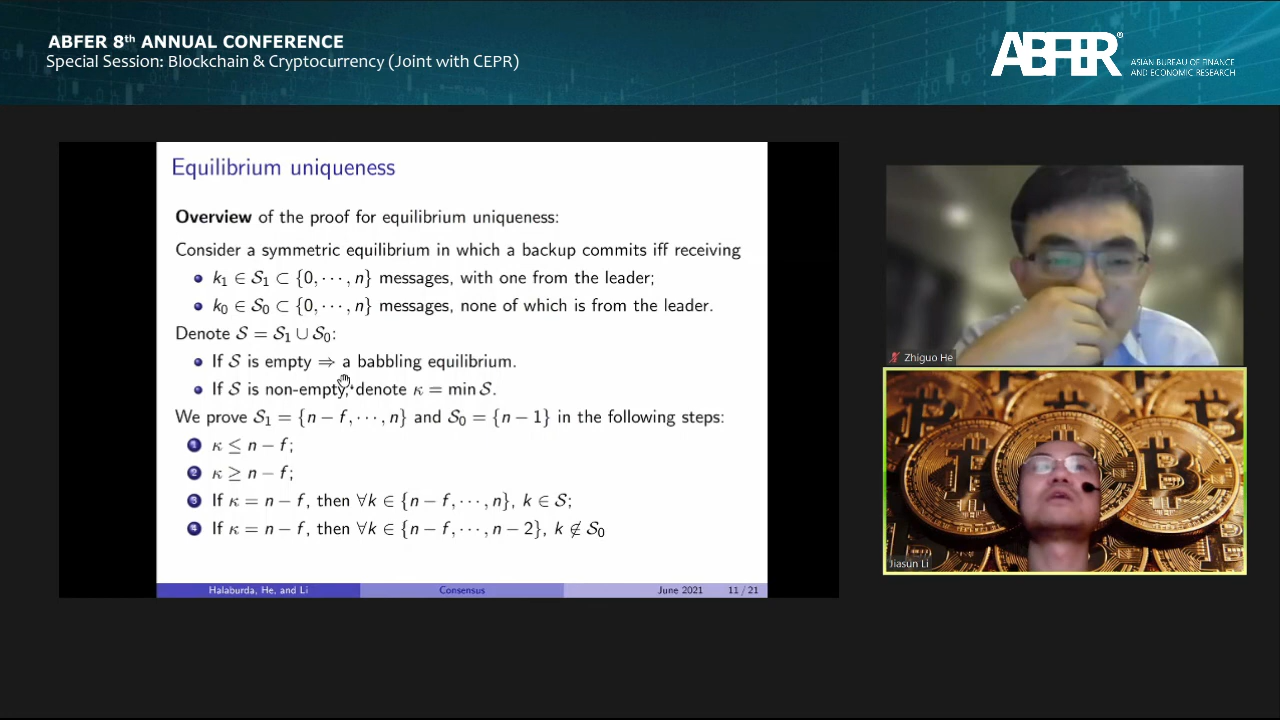 ABFER 8th ANNUAL CONFERENCE
Special Session: Blockchain & Cryptocurrency (Joint with CEPR)
ABFER®
ASIAN BUREAU OF FINANCE
AND ECONOMIC RESEARCH
Equilibrium uniqueness
Overview of the proof for equilibrium uniqueness:
Consider a symmetric equilibrium in which a backup commits iff receiving
k₁ ∈ 𝒮₁ ⊂ {0, ⋯, n} messages, with one from the leader;
k₀ ∈ 𝒮₀ ⊂ {0, ⋯, n} messages, none of which is from the leader.
Denote 𝒮 = 𝒮₁ ∪ 𝒮₀:
If 𝒮 is empty ⇒ a babbling equilibrium.
If 𝒮 is non-empty, denote κ = min 𝒮.
We prove 𝒮₁ = {n − f, ⋯, n} and 𝒮₀ = {n − 1} in the following steps:
1 κ ≤ n − f;
2 κ ≥ n − f;
3 If κ = n − f, then ∀k ∈ {n − f, ⋯, n}, k ∈ 𝒮;
4 If κ = n − f, then ∀k ∈ {n − f, ⋯, n − 2}, k ∉ 𝒮₀
Halaburda, He, and Li
Consensus
June 2021
11 / 21
Zhiguo He
Jiasun Li